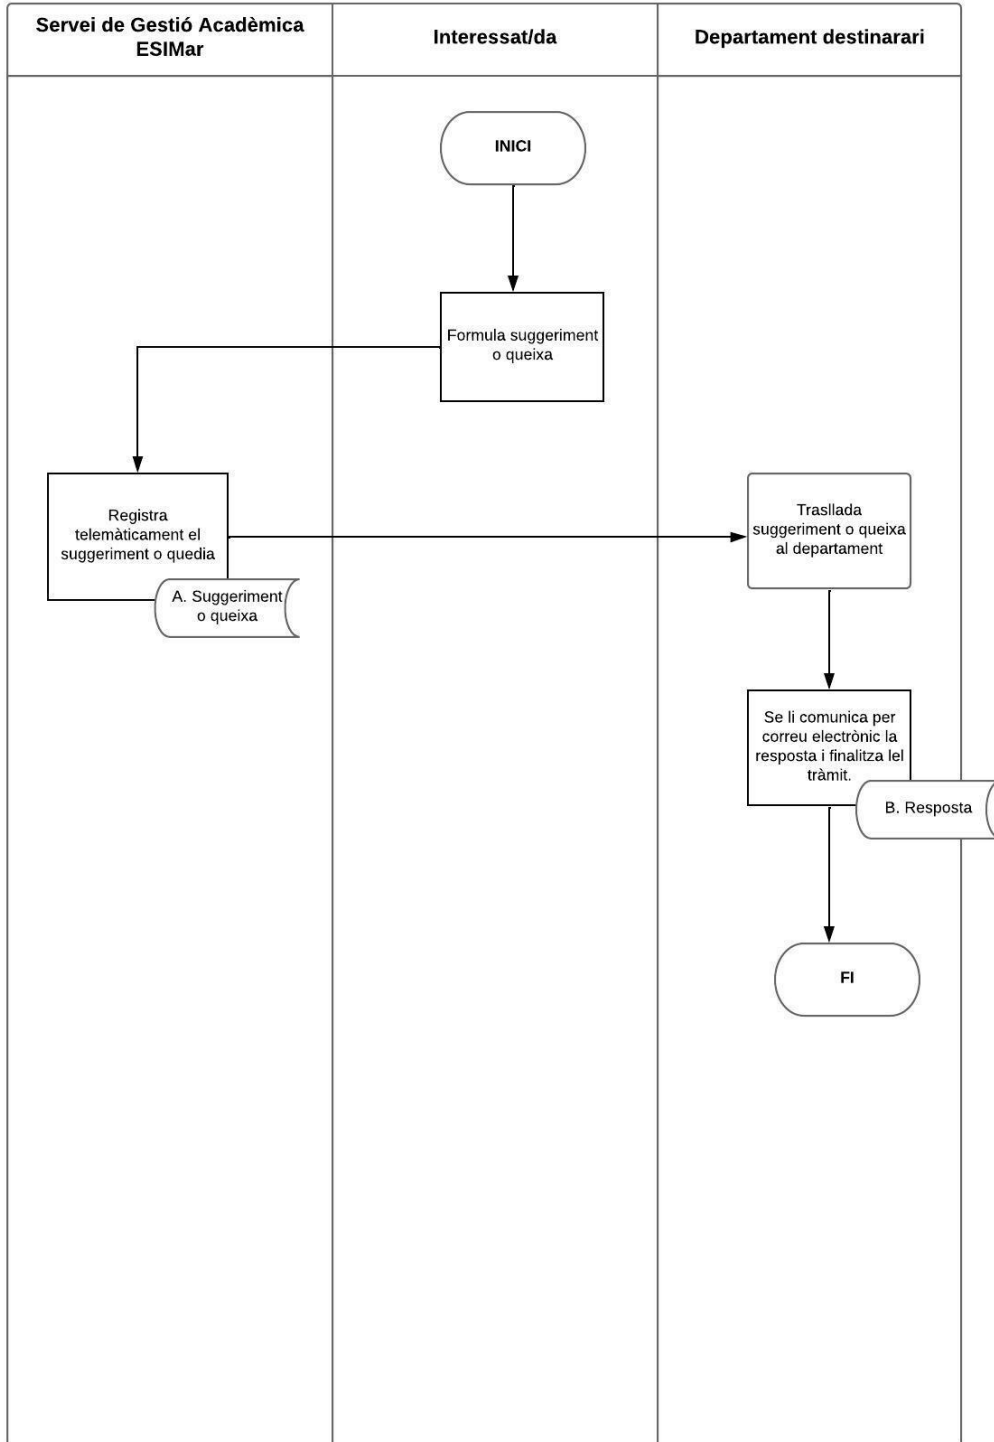 Servei de Gestió Acadèmica
ESIMar
Interessat/da
Departament destinarari
INICI
Formula suggeriment
o queixa
Registra
telemàticament el
suggeriment o quedia
A. Suggeriment
o queixa
Trasllada
suggeriment o queixa
al departament
Se li comunica per
correu electrònic la
resposta i finalitza lel
tràmit.
B. Resposta
FI